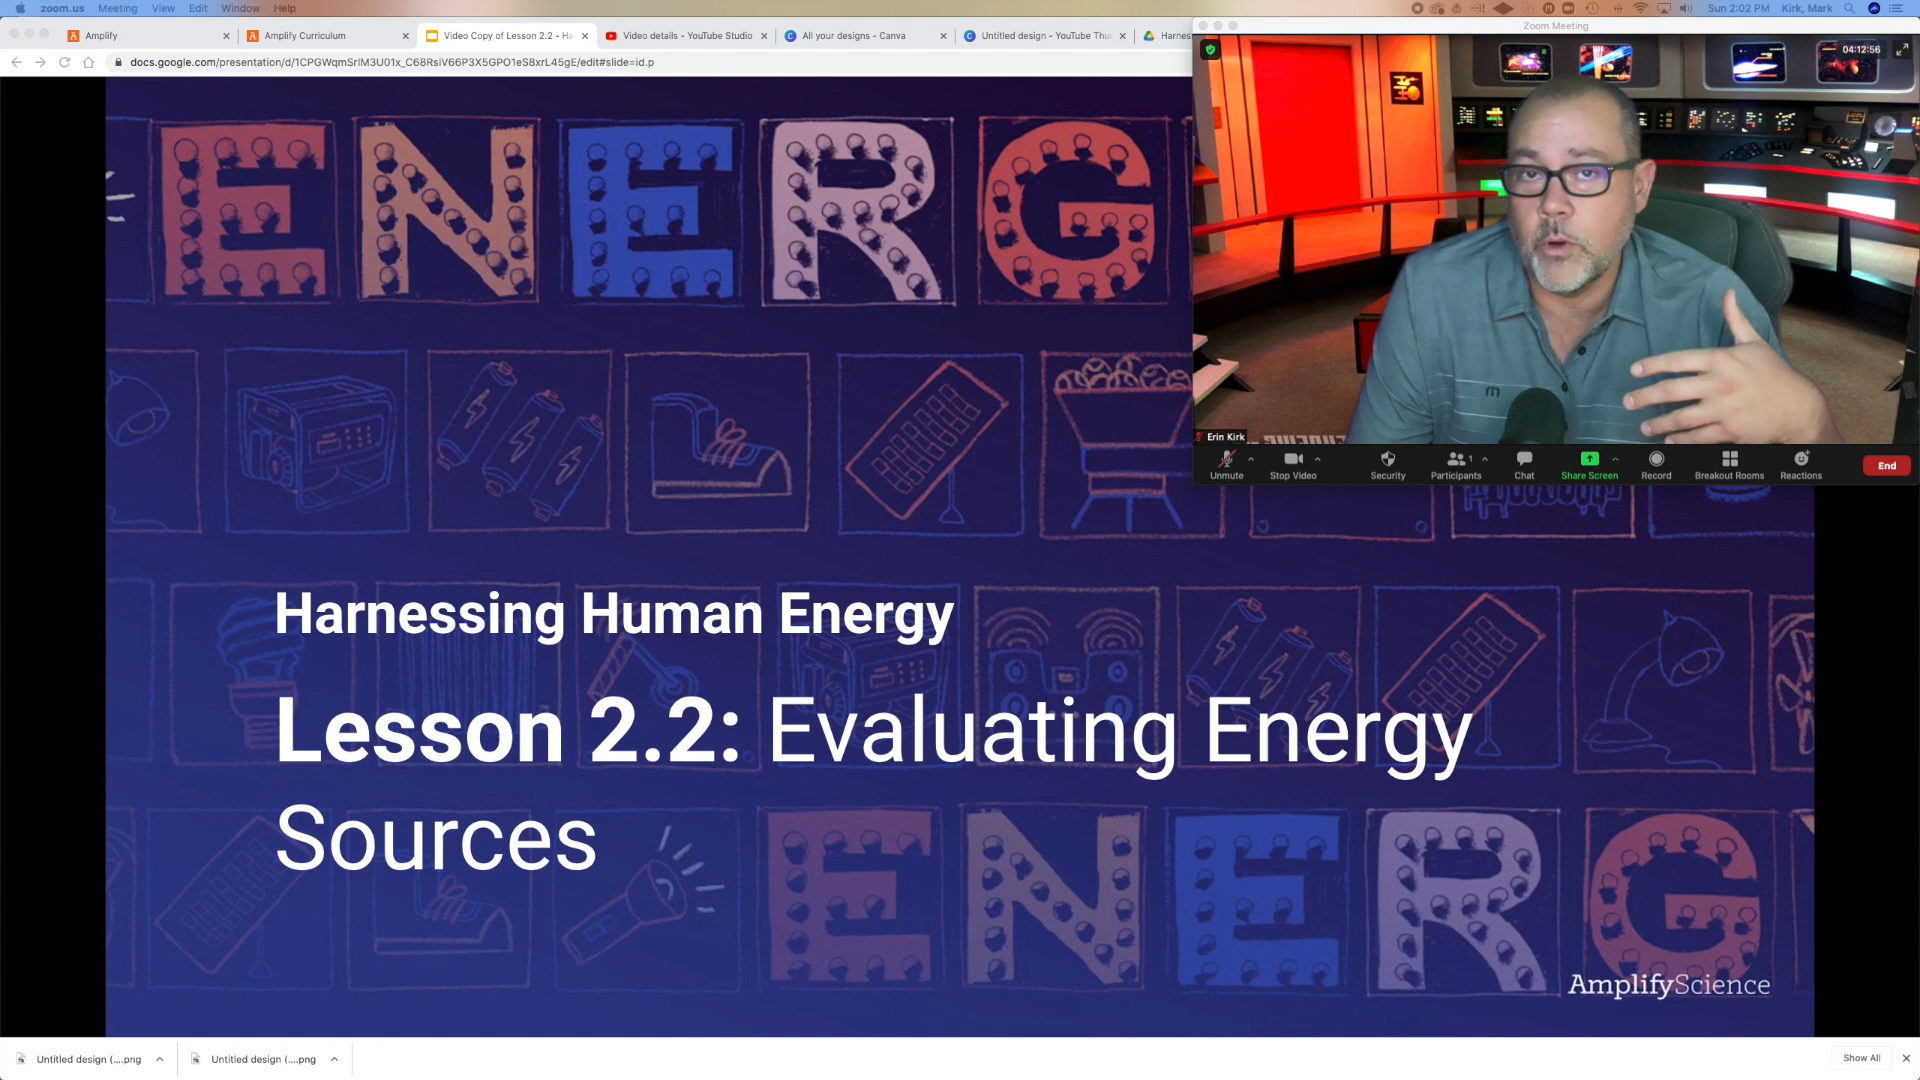 zoom.us Meeting View Edit Window Help
Sun 2:02 PM Kirk, Mark
Amplify
Amplify Curriculum
Video Copy of Lesson 2.2 - Ha
Video details - YouTube Studio
All your designs - Canva
Untitled design - YouTube Thu
Harnes
docs.google.com/presentation/d/1CPGWqmSrlM3U01x_C68RsiV66P3X5GPO1eS8xrL45gE/edit#slide=id.p
Zoom Meeting
04:12:56
Erin Kirk
Unmute
Stop Video
Security
Participants 1
Chat
Share Screen
Record
Breakout Rooms
Reactions
End
ENERG
Harnessing Human Energy
Lesson 2.2: Evaluating Energy
Sources
ENERG
AmplifyScience
Untitled design (....png
Untitled design (....png
Show All